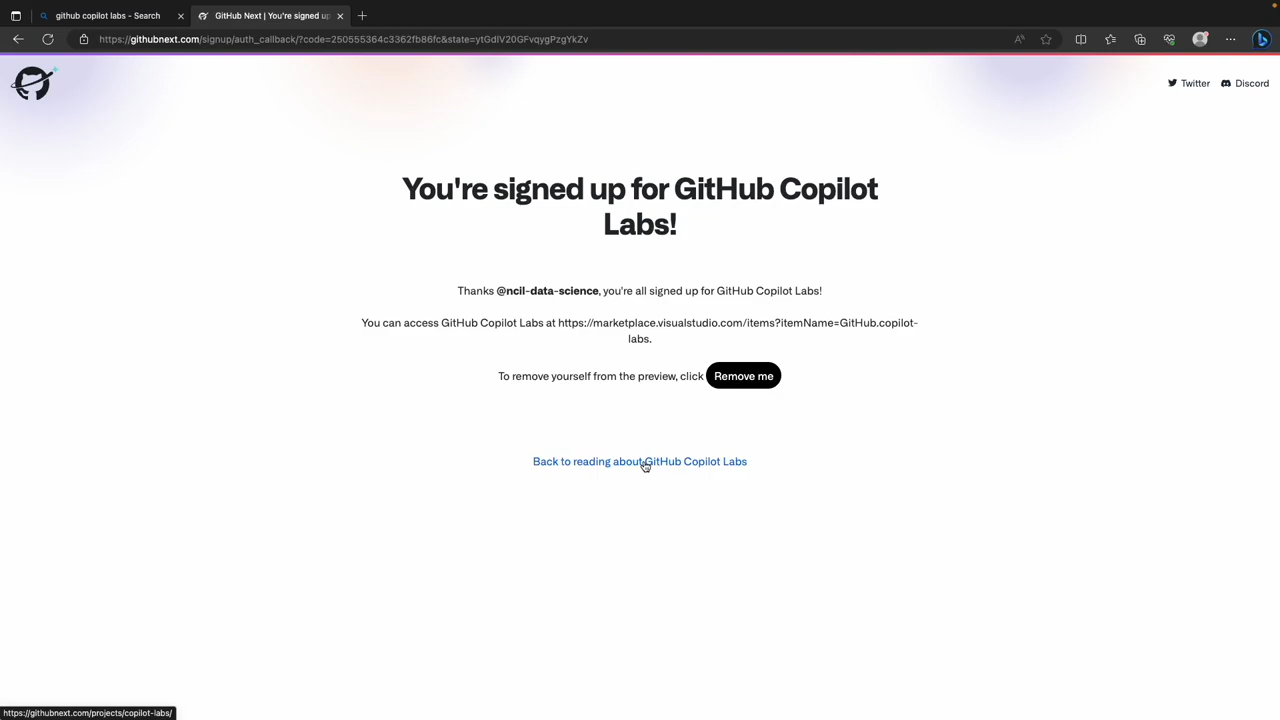 github copilot labs - Search
GitHub Next | You're signed up
https://githubnext.com/signup/auth_callback/?code=250555364c3362fb86fc&state=ytGdIV20GFvqygPzgYkZv
Twitter
Discord
You're signed up for GitHub Copilot
Labs!
Thanks @ncil-data-science, you're all signed up for GitHub Copilot Labs!
You can access GitHub Copilot Labs at https://marketplace.visualstudio.com/items?itemName=GitHub.copilot-
labs.
To remove yourself from the preview, click Remove me
Back to reading about GitHub Copilot Labs
https://githubnext.com/projects/copilot-labs/